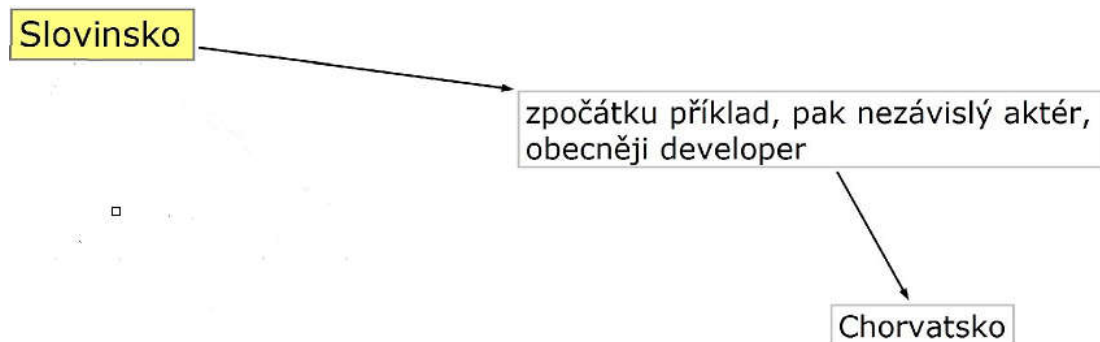 Slovinsko
zpočátku příklad, pak nezávislý aktér,
obecněji developer
Chorvatsko